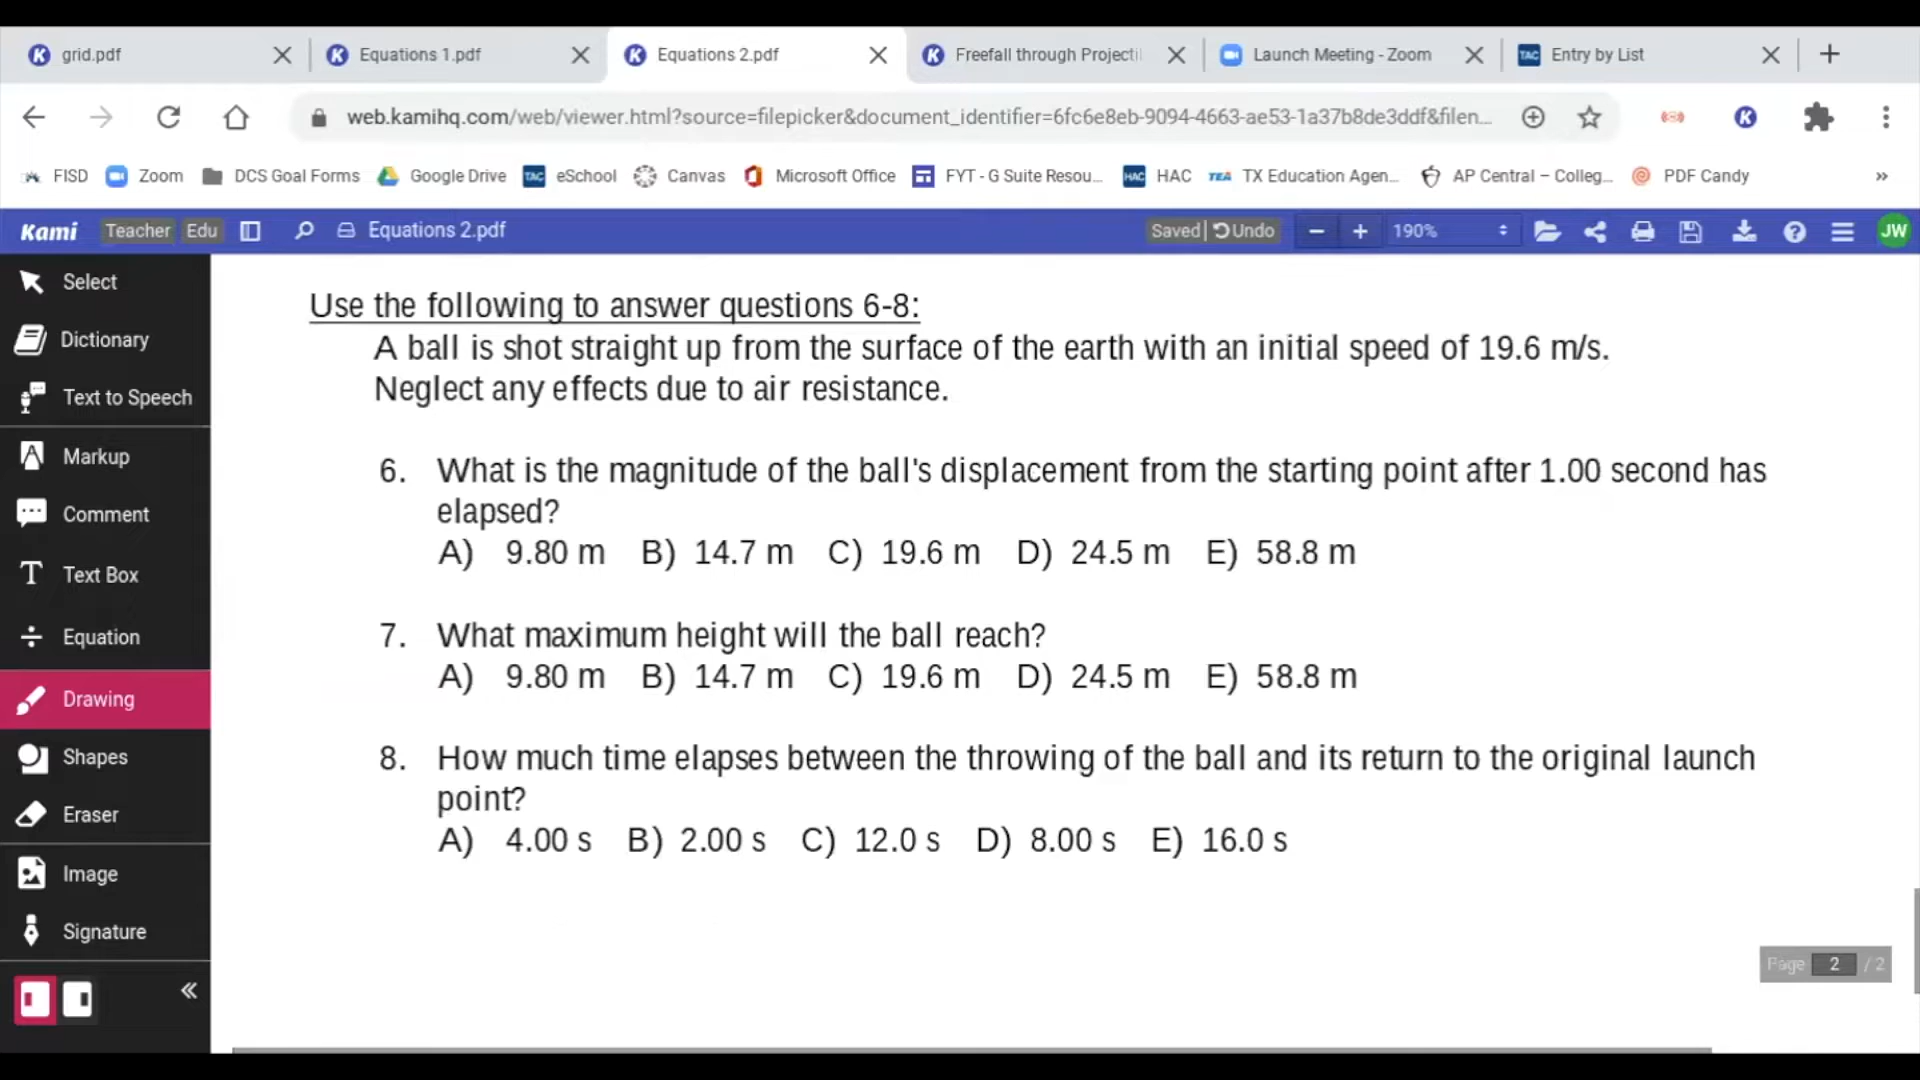 grid.pdf
Equations 1.pdf
Equations 2.pdf
Freefall through Projecti
Launch Meeting - Zoom
TAC Entry by List
web.kamihq.com/web/viewer.html?source=filepicker&document_identifier=6fc6e8eb-9094-4663-ae53-1a37b8de3ddf&filen...
FISD Zoom DCS Goal Forms Google Drive TAC eSchool Canvas Microsoft Office FYT - G Suite Resou... HAC HAC TEA TX Education Agen... AP Central – Colleg... PDF Candy »
Kami Teacher Edu Equations 2.pdf Saved | Undo − + 190% JW
Select
Dictionary
Text to Speech
Markup
Comment
Text Box
Equation
Drawing
Shapes
Eraser
Image
Signature
Use the following to answer questions 6-8:
A ball is shot straight up from the surface of the earth with an initial speed of 19.6 m/s.
Neglect any effects due to air resistance.
6. What is the magnitude of the ball's displacement from the starting point after 1.00 second has
elapsed?
A) 9.80 m B) 14.7 m C) 19.6 m D) 24.5 m E) 58.8 m
7. What maximum height will the ball reach?
A) 9.80 m B) 14.7 m C) 19.6 m D) 24.5 m E) 58.8 m
8. How much time elapses between the throwing of the ball and its return to the original launch
point?
A) 4.00 s B) 2.00 s C) 12.0 s D) 8.00 s E) 16.0 s
Page 2 / 2